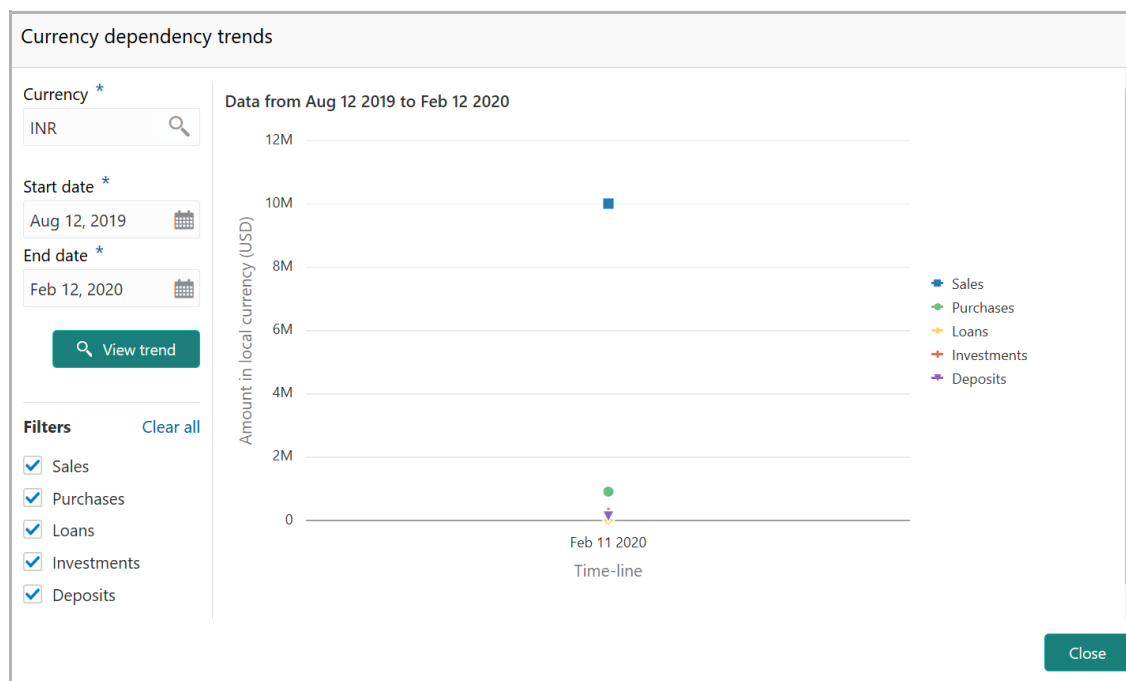 Currency dependency trends
Currency *
INR
Start date *
Aug 12, 2019
End date *
Feb 12, 2020
View trend
Filters Clear all
Sales
Purchases
Loans
Investments
Deposits
Data from Aug 12 2019 to Feb 12 2020
12M
10M
8M
6M
4M
2M
0
Amount in local currency (USD)
Feb 11 2020
Time-line
Sales
Purchases
Loans
Investments
Deposits
Close